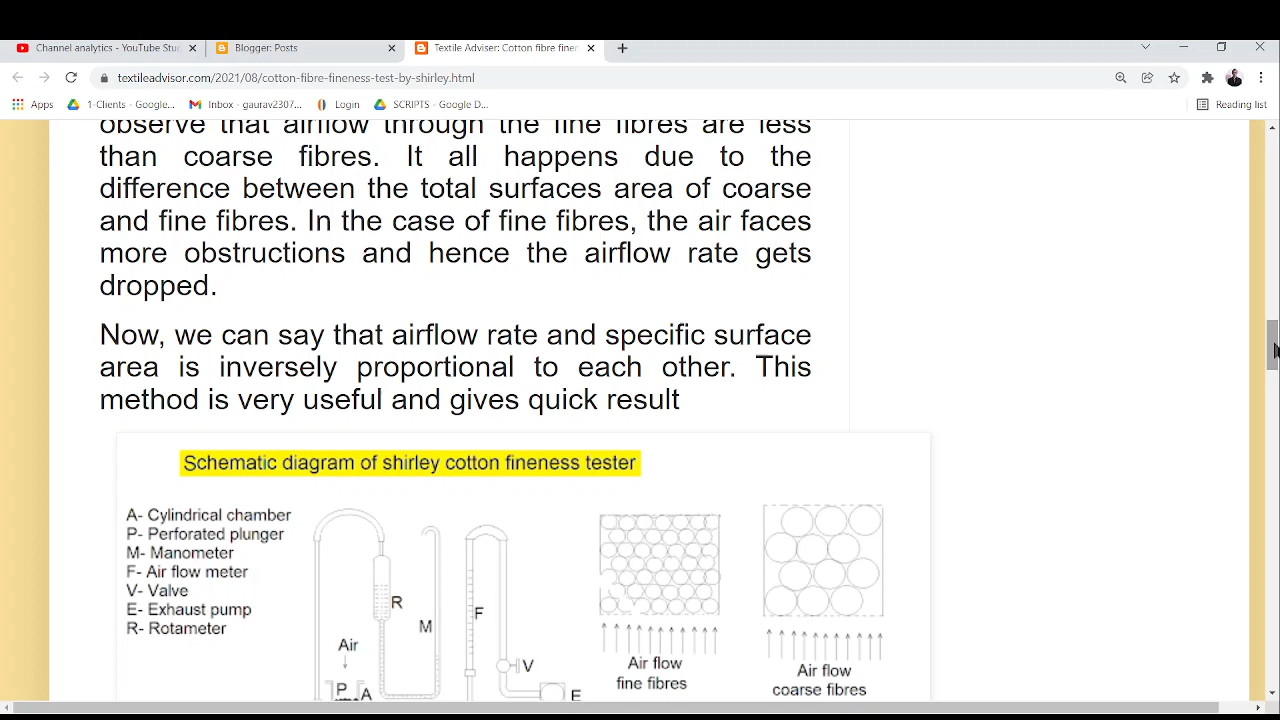 Channel analytics - YouTube Stuc
Blogger: Posts
Textile Adviser: Cotton fibre finen
textileadvisor.com/2021/08/cotton-fibre-fineness-test-by-shirley.html
Apps
1-Clients - Google...
Inbox - gaurav2307...
Login
SCRIPTS - Google D...
Reading list
observe that airflow through the fine fibres are less
than coarse fibres. It all happens due to the
difference between the total surfaces area of coarse
and fine fibres. In the case of fine fibres, the air faces
more obstructions and hence the airflow rate gets
dropped.
Now, we can say that airflow rate and specific surface
area is inversely proportional to each other. This
method is very useful and gives quick result
Schematic diagram of shirley cotton fineness tester
A- Cylindrical chamber
P- Perforated plunger
M- Manometer
F- Air flow meter
V- Valve
E- Exhaust pump
R- Rotameter
R
M
F
Air
V
P
A
E
Air flow
fine fibres
Air flow
coarse fibres